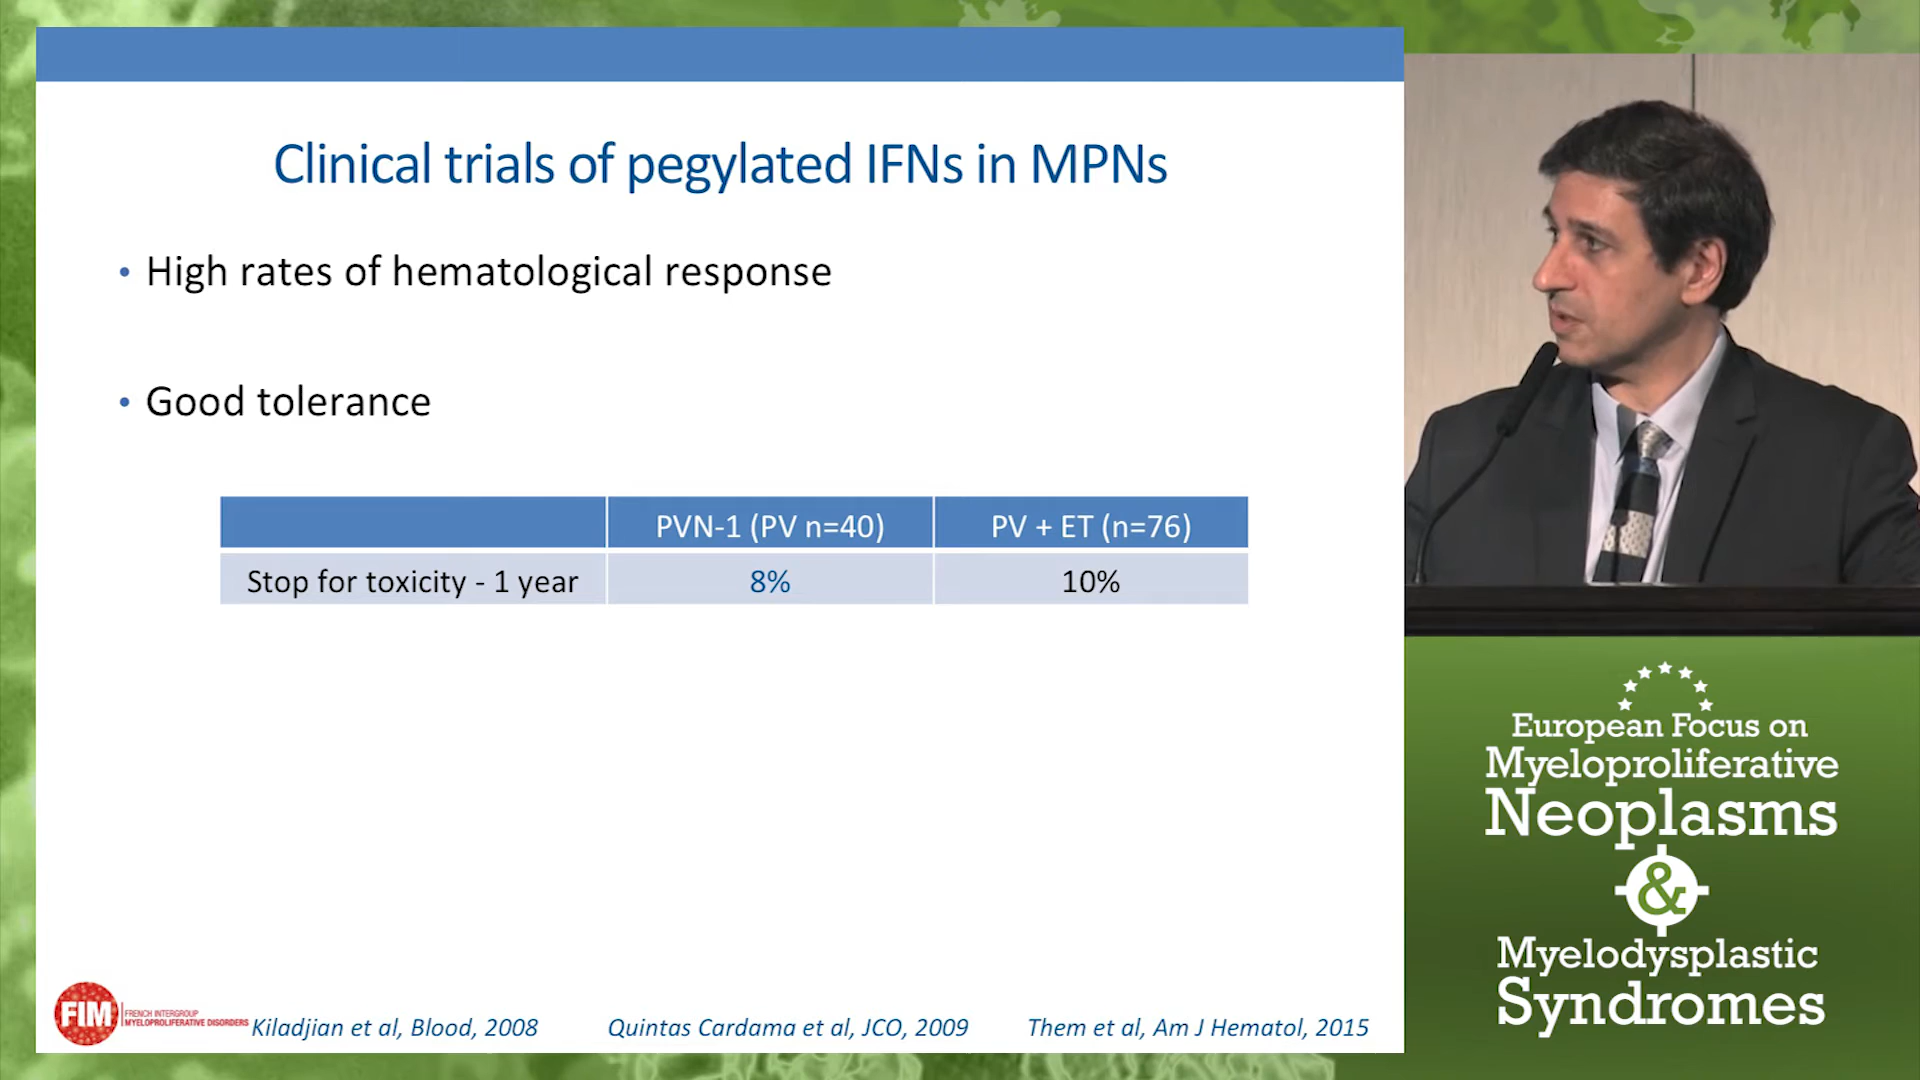 Clinical trials of pegylated IFNs in MPNs
• High rates of hematological response
• Good tolerance
PVN-1 (PV n=40) PV + ET (n=76)
Stop for toxicity - 1 year 8% 10%
FIM FRENCH INTERGROUP
MYELOPROLIFERATIVE DISORDERS
Kiladjian et al, Blood, 2008 Quintas Cardama et al, JCO, 2009 Them et al, Am J Hematol, 2015
European Focus on
Myeloproliferative
Neoplasms
&
Myelodysplastic
Syndromes